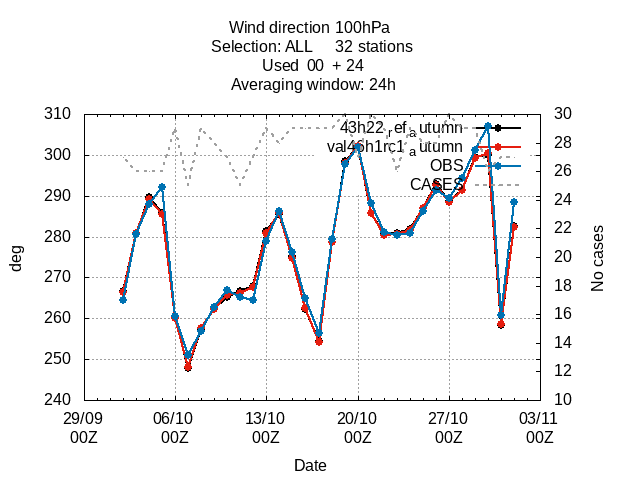 Wind direction 100hPa
Selection: ALL 32 stations
Used 00 + 24
Averaging window: 24h
310 30
43h22_ref_autumn
28
val46h1rc1_autumn
300
OBS
26
CASES
290 24
22
280
deg 20 No cases
270 18
16
260
14
250
12
240 10
29/09 06/10 13/10 20/10 27/10 03/11
00Z 00Z 00Z 00Z 00Z 00Z
Date